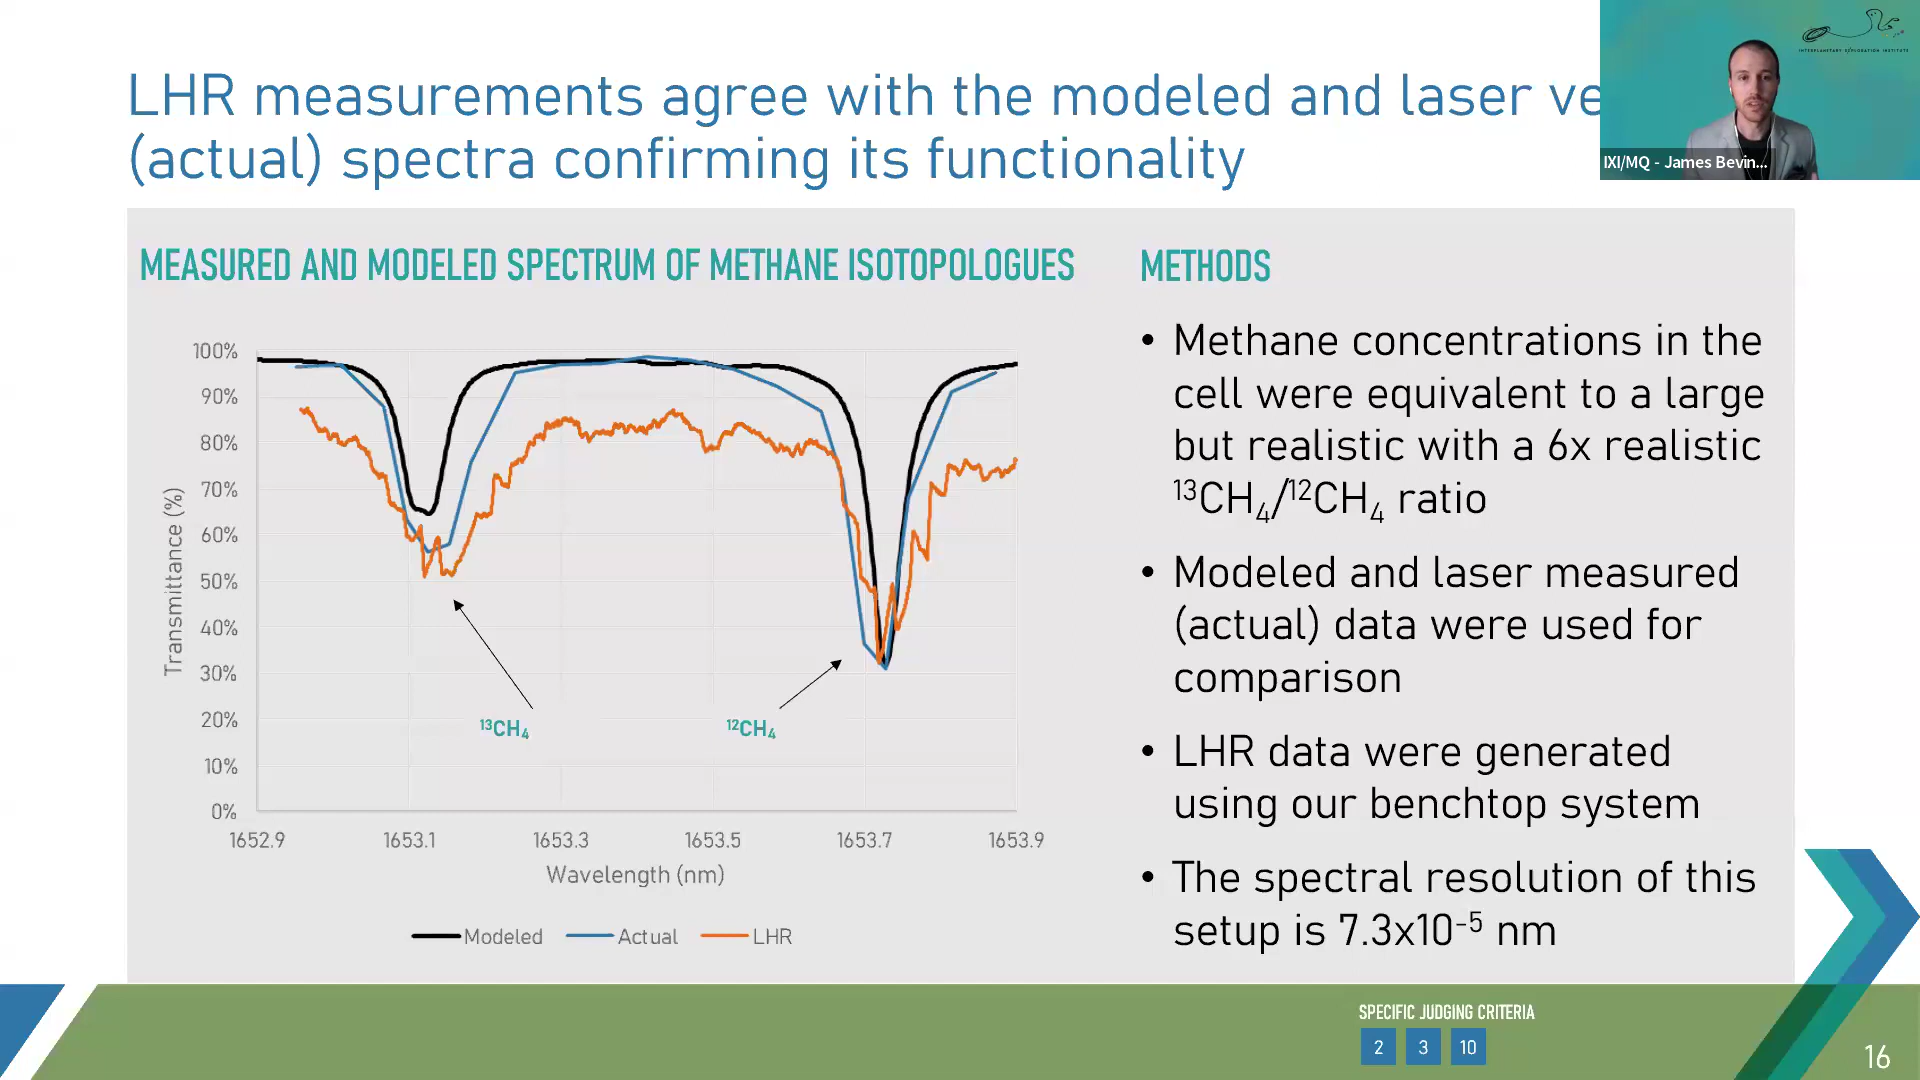 LHR measurements agree with the modeled and laser
(actual) spectra confirming its functionality
INTERPLANETARY EXPLORATION INSTITUTE
IXI/MQ - James Bevin...
MEASURED AND MODELED SPECTRUM OF METHANE ISOTOPOLOGUES
100%
90%
80%
70%
60%
50%
40%
30%
20%
10%
0%
Transmittance (%)
¹³CH₄
¹²CH₄
1652.9 1653.1 1653.3 1653.5 1653.7 1653.9
Wavelength (nm)
Modeled Actual LHR
METHODS
• Methane concentrations in the
cell were equivalent to a large
but realistic with a 6x realistic
¹³CH₄/¹²CH₄ ratio
• Modeled and laser measured
(actual) data were used for
comparison
• LHR data were generated
using our benchtop system
• The spectral resolution of this
setup is 7.3x10⁻⁵ nm
SPECIFIC JUDGING CRITERIA
2 3 10
16